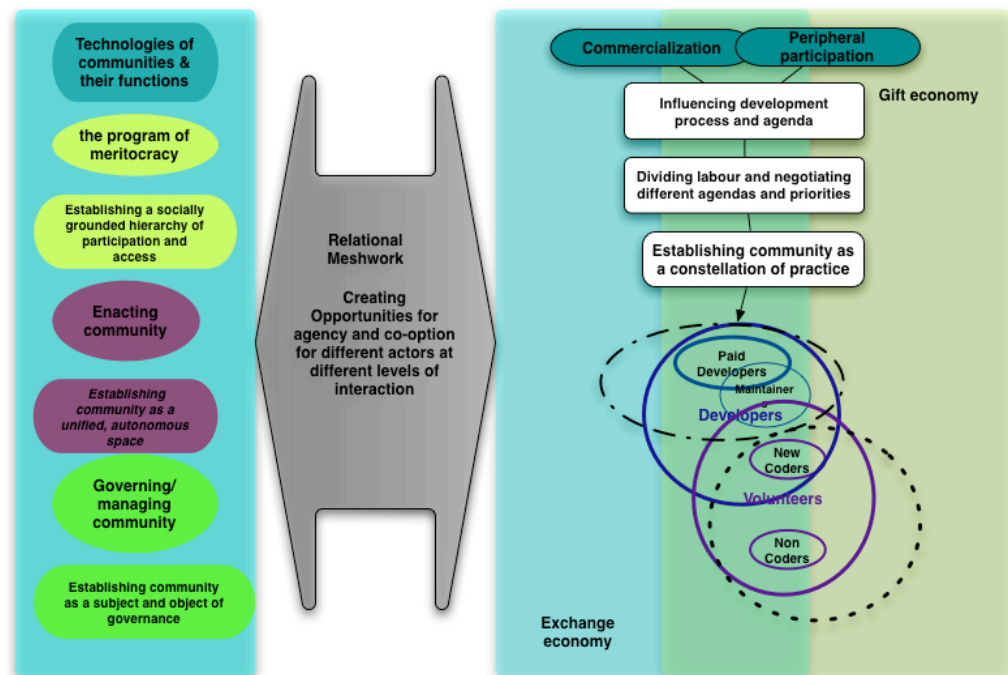 Technologies of
communities &
their functions
the program of
meritocracy
Establishing a socially
grounded hierarchy of
participation and
access
Enacting
community
Establishing
community as a
unified, autonomous
space
Governing/
managing
community
Establishing community
as a subject and object of
governance
Relational
Meshwork
Creating
Opportunities for
agency and co-option
for different actors at
different levels of
interaction
Commercialization
Peripheral
participation
Gift economy
Influencing development
process and agenda
Dividing labour and negotiating
different agendas and priorities
Establishing community as
a constellation of practice
Paid
Developers
Maintainer
s
Developers
New
Coders
Volunteers
Non
Coders
Exchange
economy